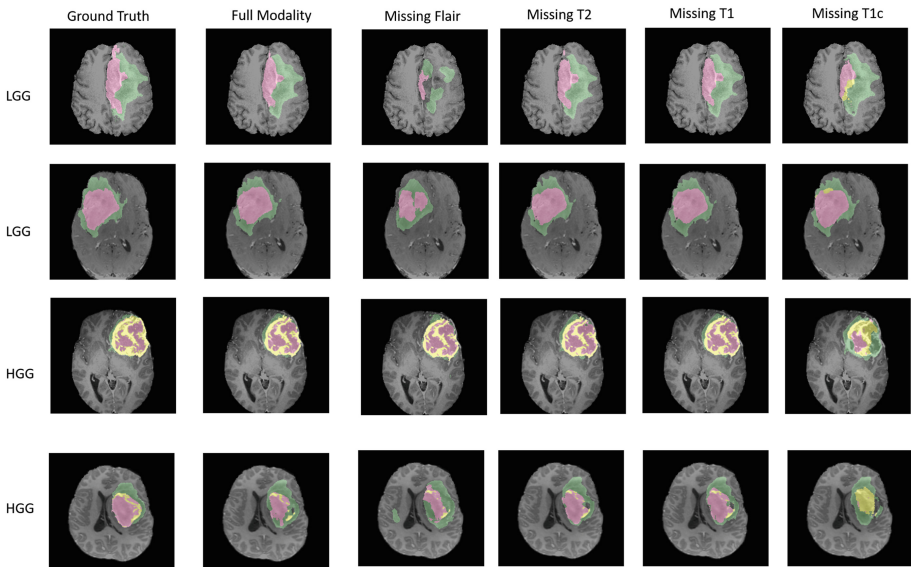 Ground Truth Full Modality Missing Flair Missing T2 Missing T1 Missing T1c
LGG
LGG
HGG
HGG